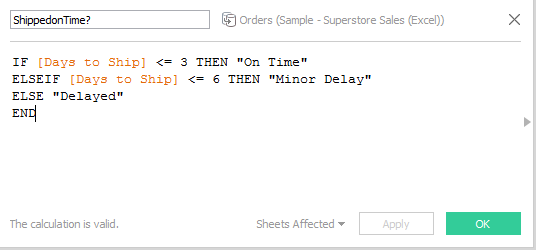 ShippedonTime?
Orders (Sample - Superstore Sales (Excel))
IF [Days to Ship] <= 3 THEN "On Time"
ELSEIF [Days to Ship] <= 6 THEN "Minor Delay"
ELSE "Delayed"
END
The calculation is valid.
Sheets Affected
Apply
OK